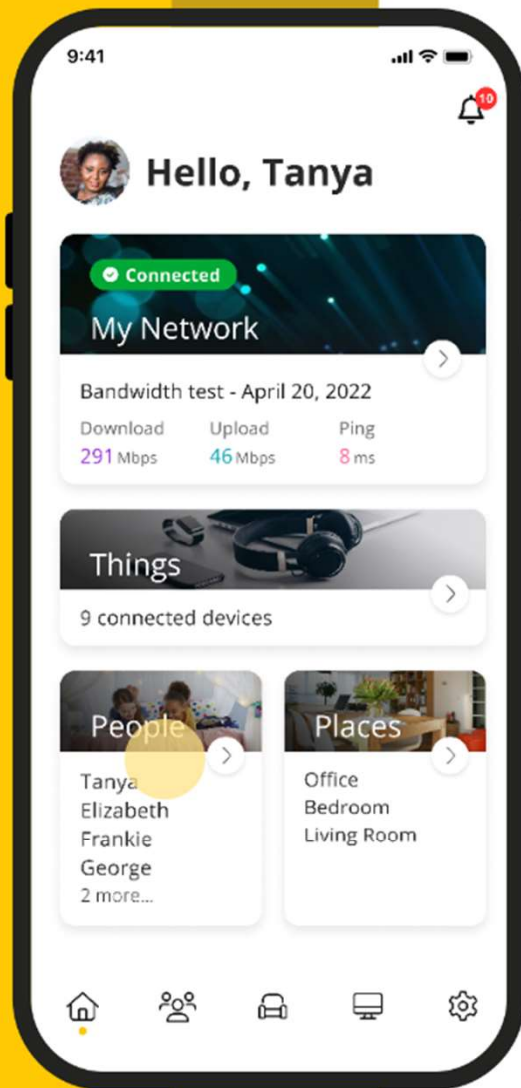 9:41
10
Hello, Tanya
Connected
My Network
Bandwidth test - April 20, 2022
Download Upload Ping
291 Mbps 46 Mbps 8 ms
Things
9 connected devices
People
Tanya
Elizabeth
Frankie
George
2 more...
Places
Office
Bedroom
Living Room